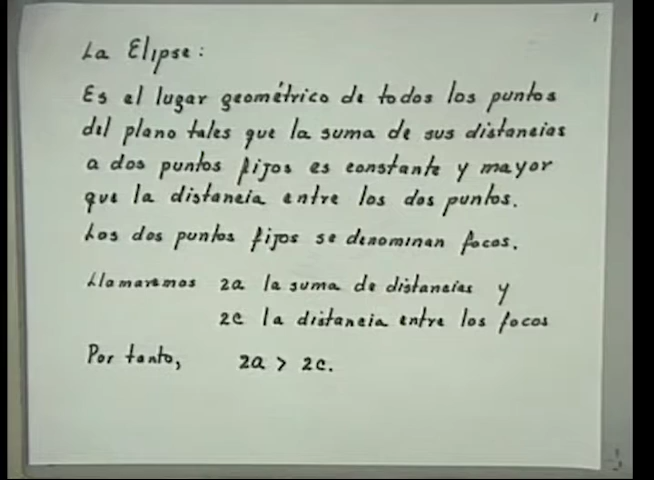 1
La Elipse:
Es el lugar geométrico de todos los puntos
del plano tales que la suma de sus distancias
a dos puntos fijos es constante y mayor
que la distancia entre los dos puntos.
Los dos puntos fijos se denominan focos.
Llamaremos 2a la suma de distancias y
2c la distancia entre los focos
Por tanto, 2a > 2c.